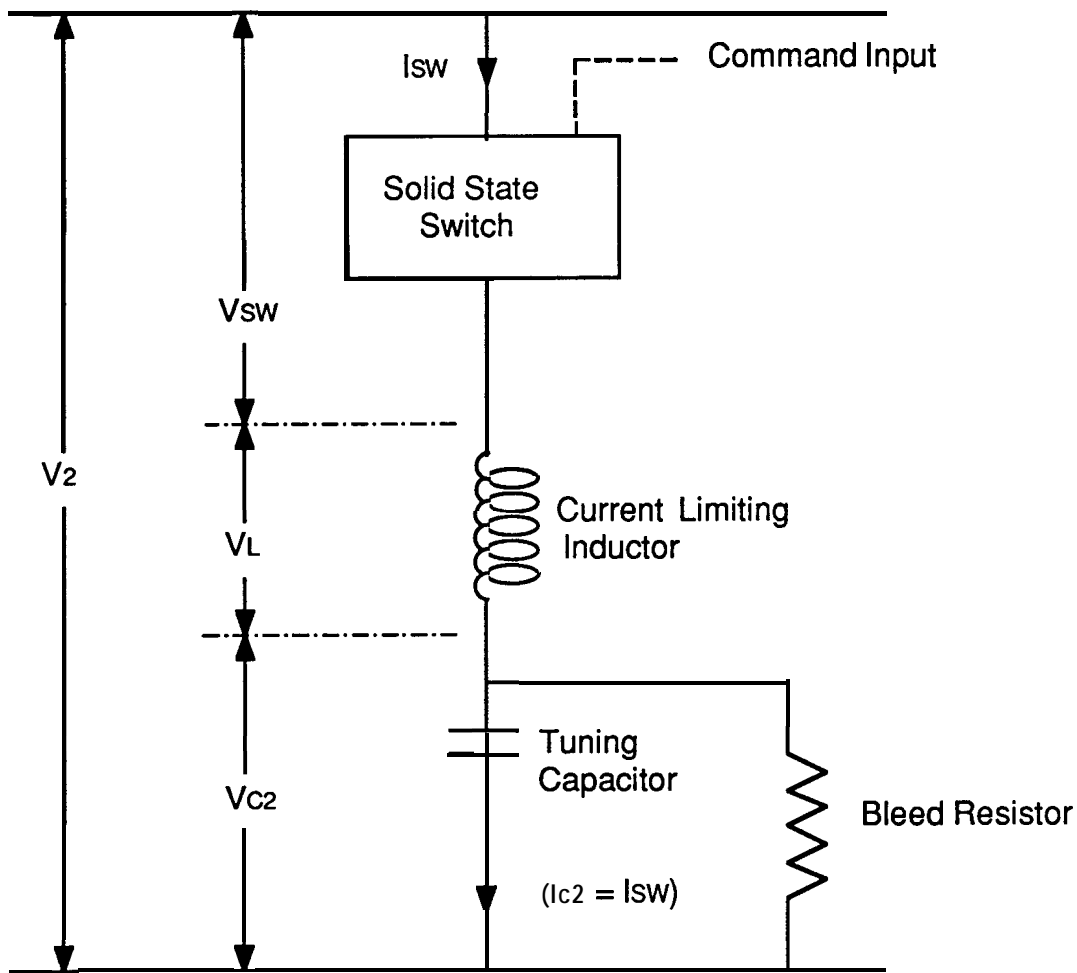 Isw
Command Input
Solid State
Switch
Vsw
V2
VL
Current Limiting
Inductor
Tuning
Capacitor
Vc2
Bleed Resistor
(Ic2 = Isw)